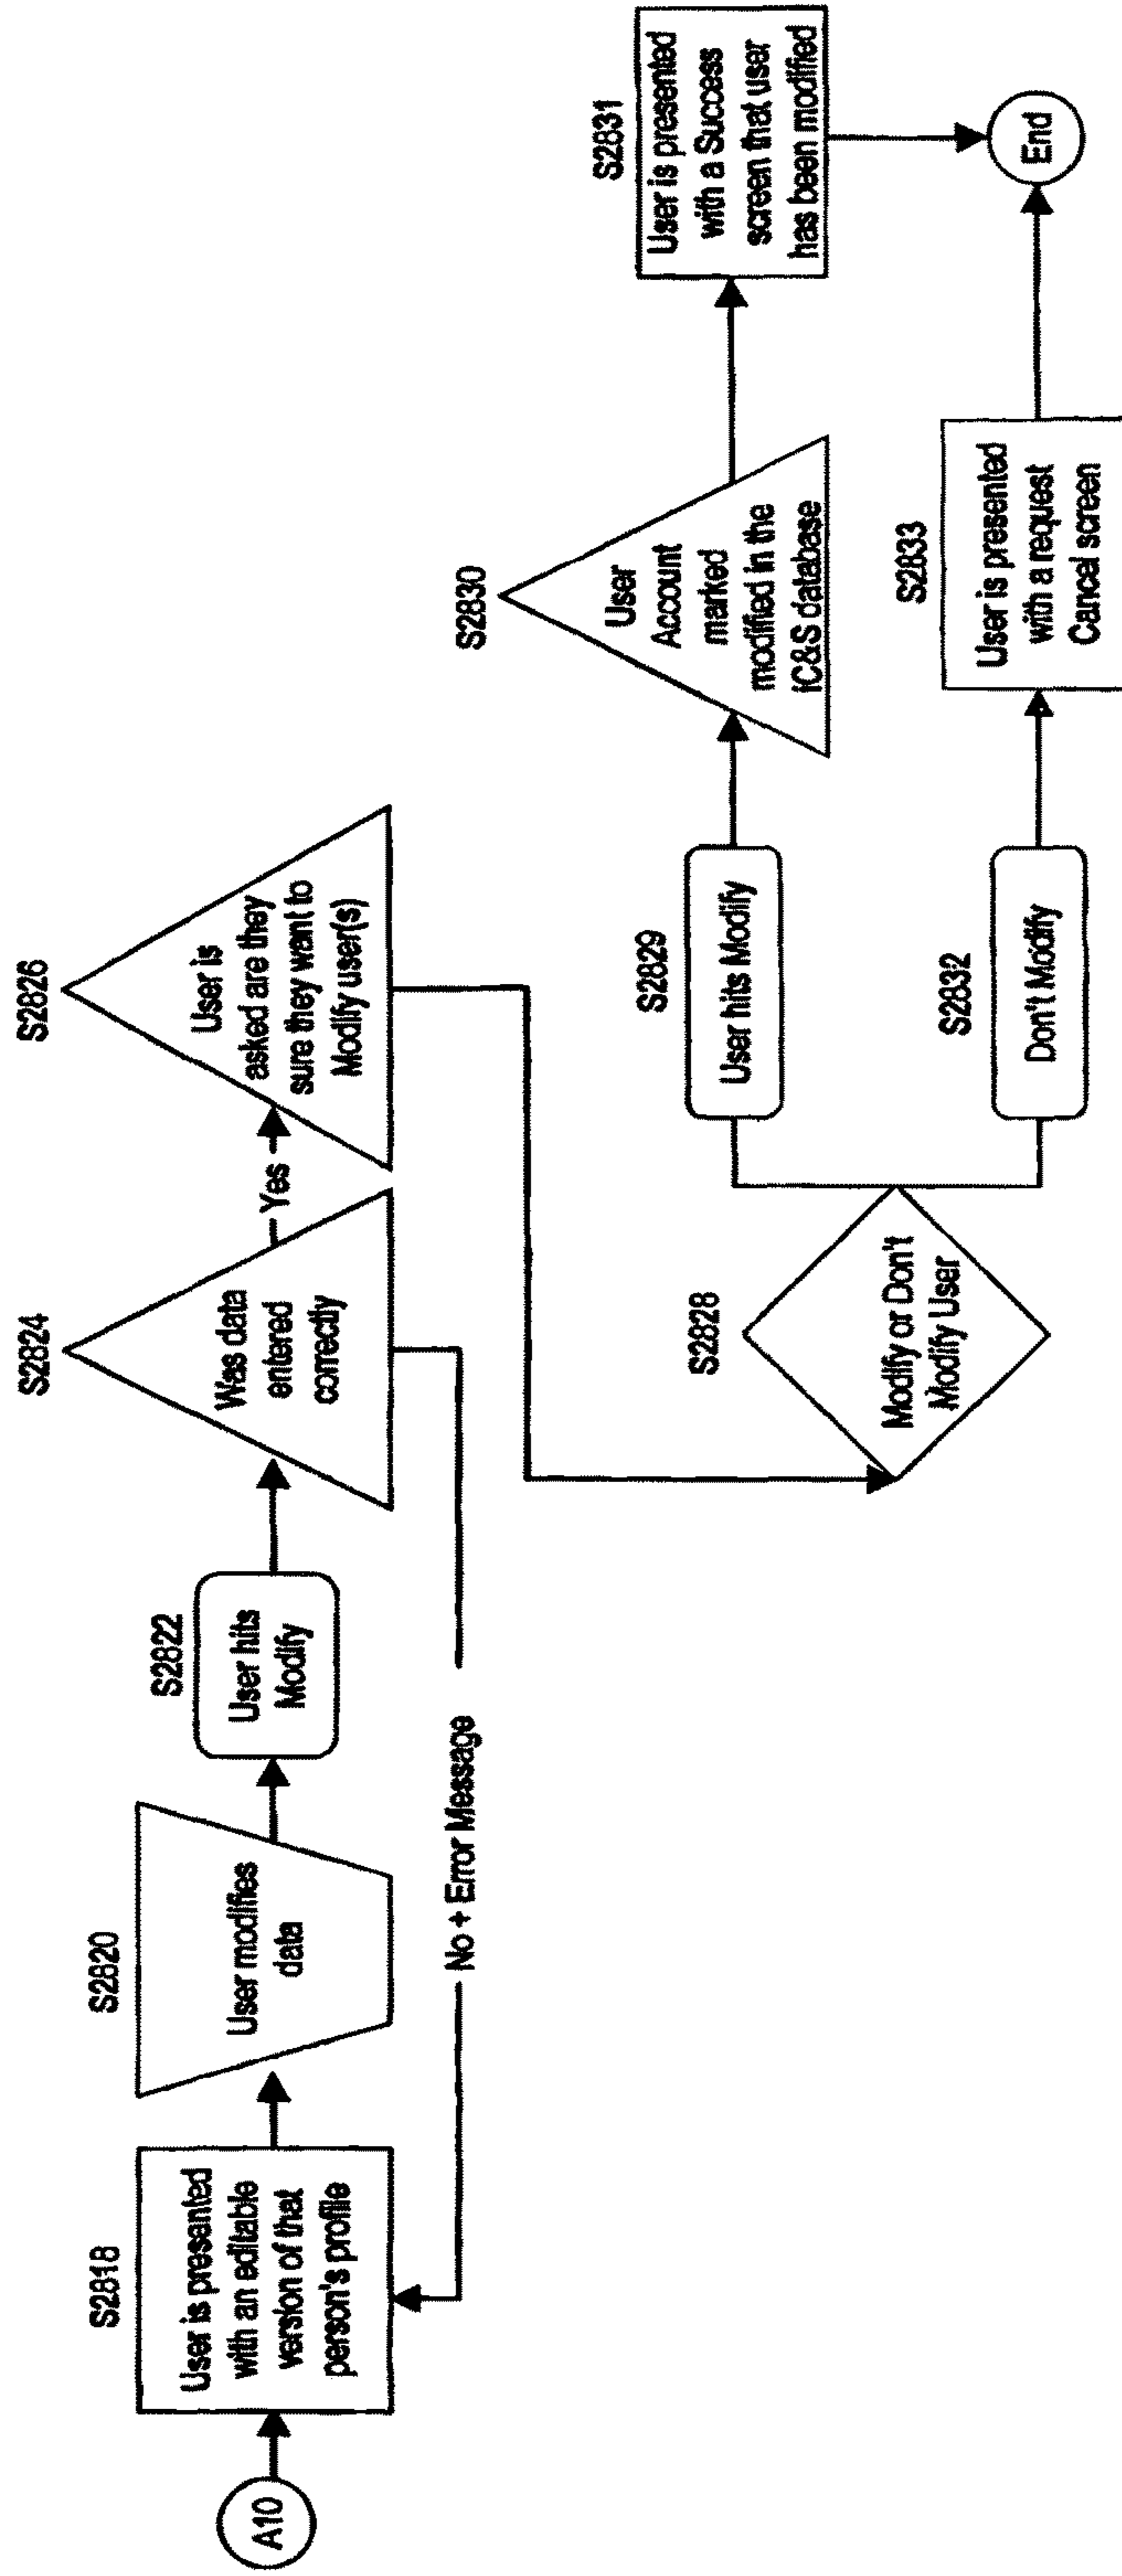 A10
S2818
User is presented
with an editable
version of that
person's profile
S2820
User modifies
data
S2822
User hits
Modify
S2824
Was data
entered
correctly
Yes
S2826
User is
asked are they
sure they want to
Modify user(s)
No + Error Message
S2828
Modify or Don't
Modify User
S2829
User hits Modify
S2830
User
Account
marked
modified in the
iC&S database
S2831
User is presented
with a Success
screen that user
has been modified
S2832
Don't Modify
S2833
User is presented
with a request
Cancel screen
End